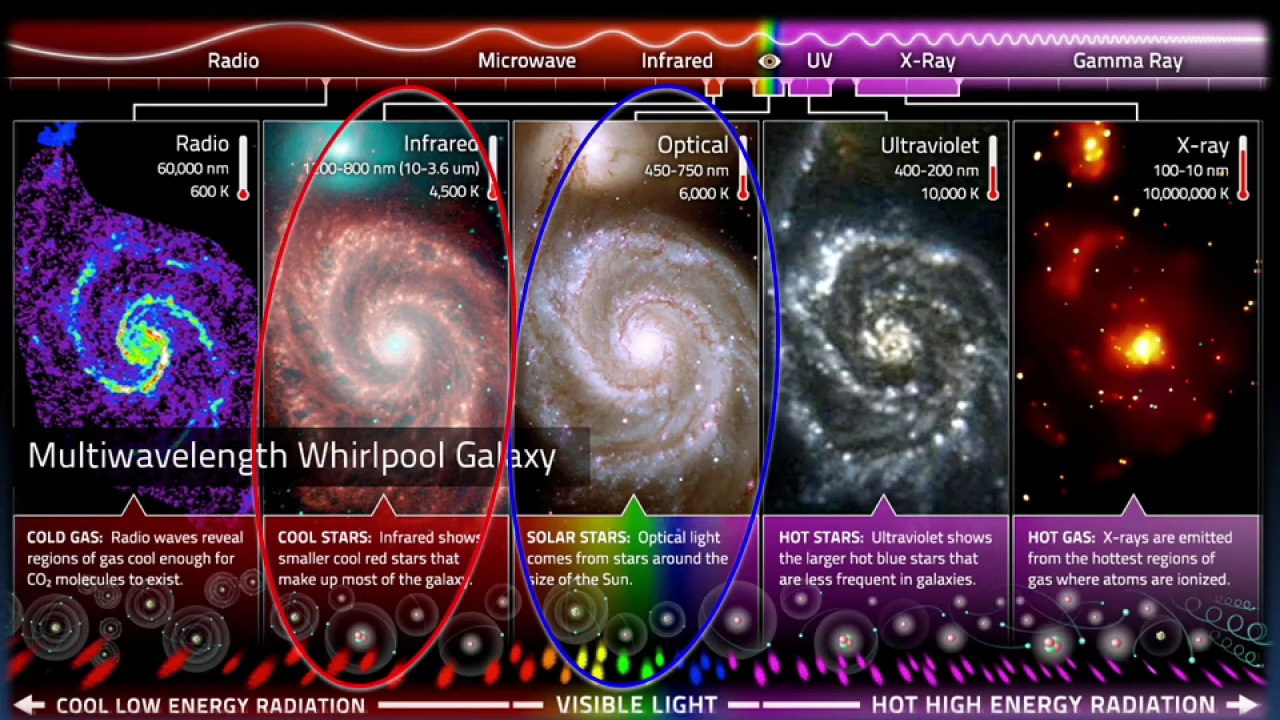 Radio
Microwave
Infrared
UV
X-Ray
Gamma Ray
Radio
60,000 nm
600 K
Infrared
1200-800 nm (10-3.6 um)
4,500 K
Optical
450-750 nm
6,000 K
Ultraviolet
400-200 nm
10,000 K
X-ray
100-10 nm
10,000,000 K
Multiwavelength Whirlpool Galaxy
COLD GAS: Radio waves reveal
regions of gas cool enough for
CO₂ molecules to exist.
COOL STARS: Infrared shows
smaller cool red stars that
make up most of the galaxy.
SOLAR STARS: Optical light
comes from stars around the
size of the Sun.
HOT STARS: Ultraviolet shows
the larger hot blue stars that
are less frequent in galaxies.
HOT GAS: X-rays are emitted
from the hottest regions of
gas where atoms are ionized.
COOL LOW ENERGY RADIATION
VISIBLE LIGHT
HOT HIGH ENERGY RADIATION